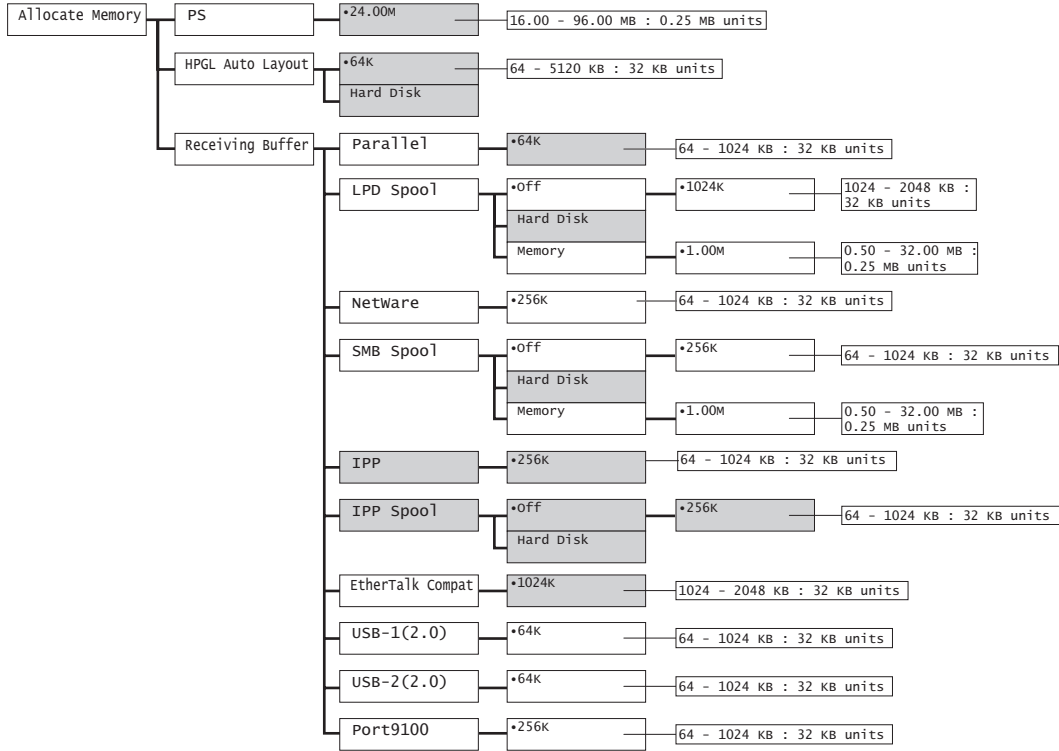 Allocate Memory
PS
•24.00M
16.00 - 96.00 MB : 0.25 MB units
HPGL Auto Layout
•64K
64 - 5120 KB : 32 KB units
Hard Disk
Receiving Buffer
Parallel
•64K
64 - 1024 KB : 32 KB units
LPD Spool
•Off
•1024K
1024 - 2048 KB :
32 KB units
Hard Disk
Memory
•1.00M
0.50 - 32.00 MB :
0.25 MB units
NetWare
•256K
64 - 1024 KB : 32 KB units
SMB Spool
•Off
•256K
64 - 1024 KB : 32 KB units
Hard Disk
Memory
•1.00M
0.50 - 32.00 MB :
0.25 MB units
IPP
•256K
64 - 1024 KB : 32 KB units
IPP Spool
•Off
•256K
64 - 1024 KB : 32 KB units
Hard Disk
EtherTalk Compat
•1024K
1024 - 2048 KB : 32 KB units
USB-1(2.0)
•64K
64 - 1024 KB : 32 KB units
USB-2(2.0)
•64K
64 - 1024 KB : 32 KB units
Port9100
•256K
64 - 1024 KB : 32 KB units